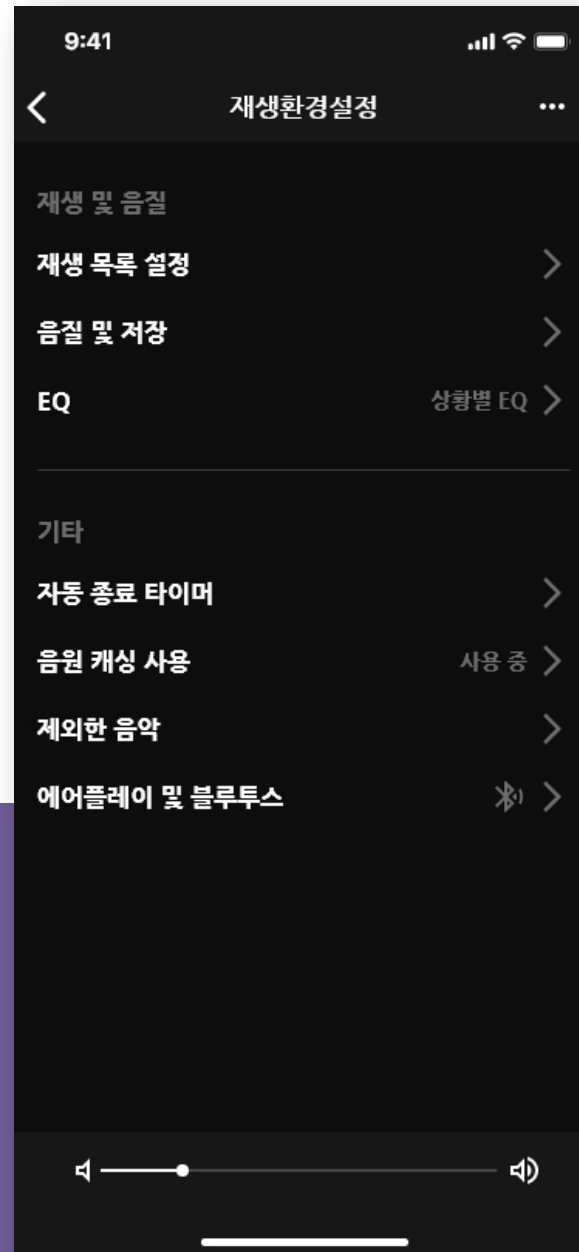 9:41
재생환경설정
재생 및 음질
재생 목록 설정
음질 및 저장
EQ 상황별 EQ
기타
자동 종료 타이머
음원 캐싱 사용 사용 중
제외한 음악
에어플레이 및 블루투스